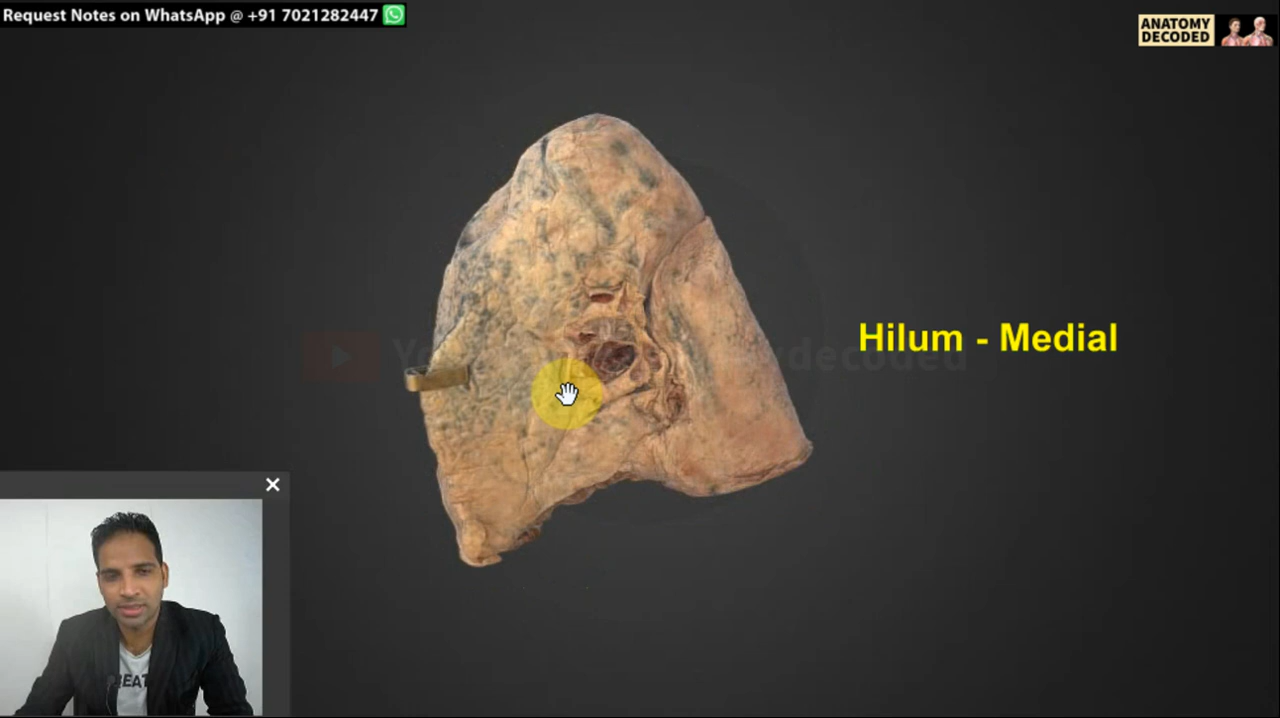 Request Notes on WhatsApp @ +91 7021282447
ANATOMY
DECODED
Hilum - Medial